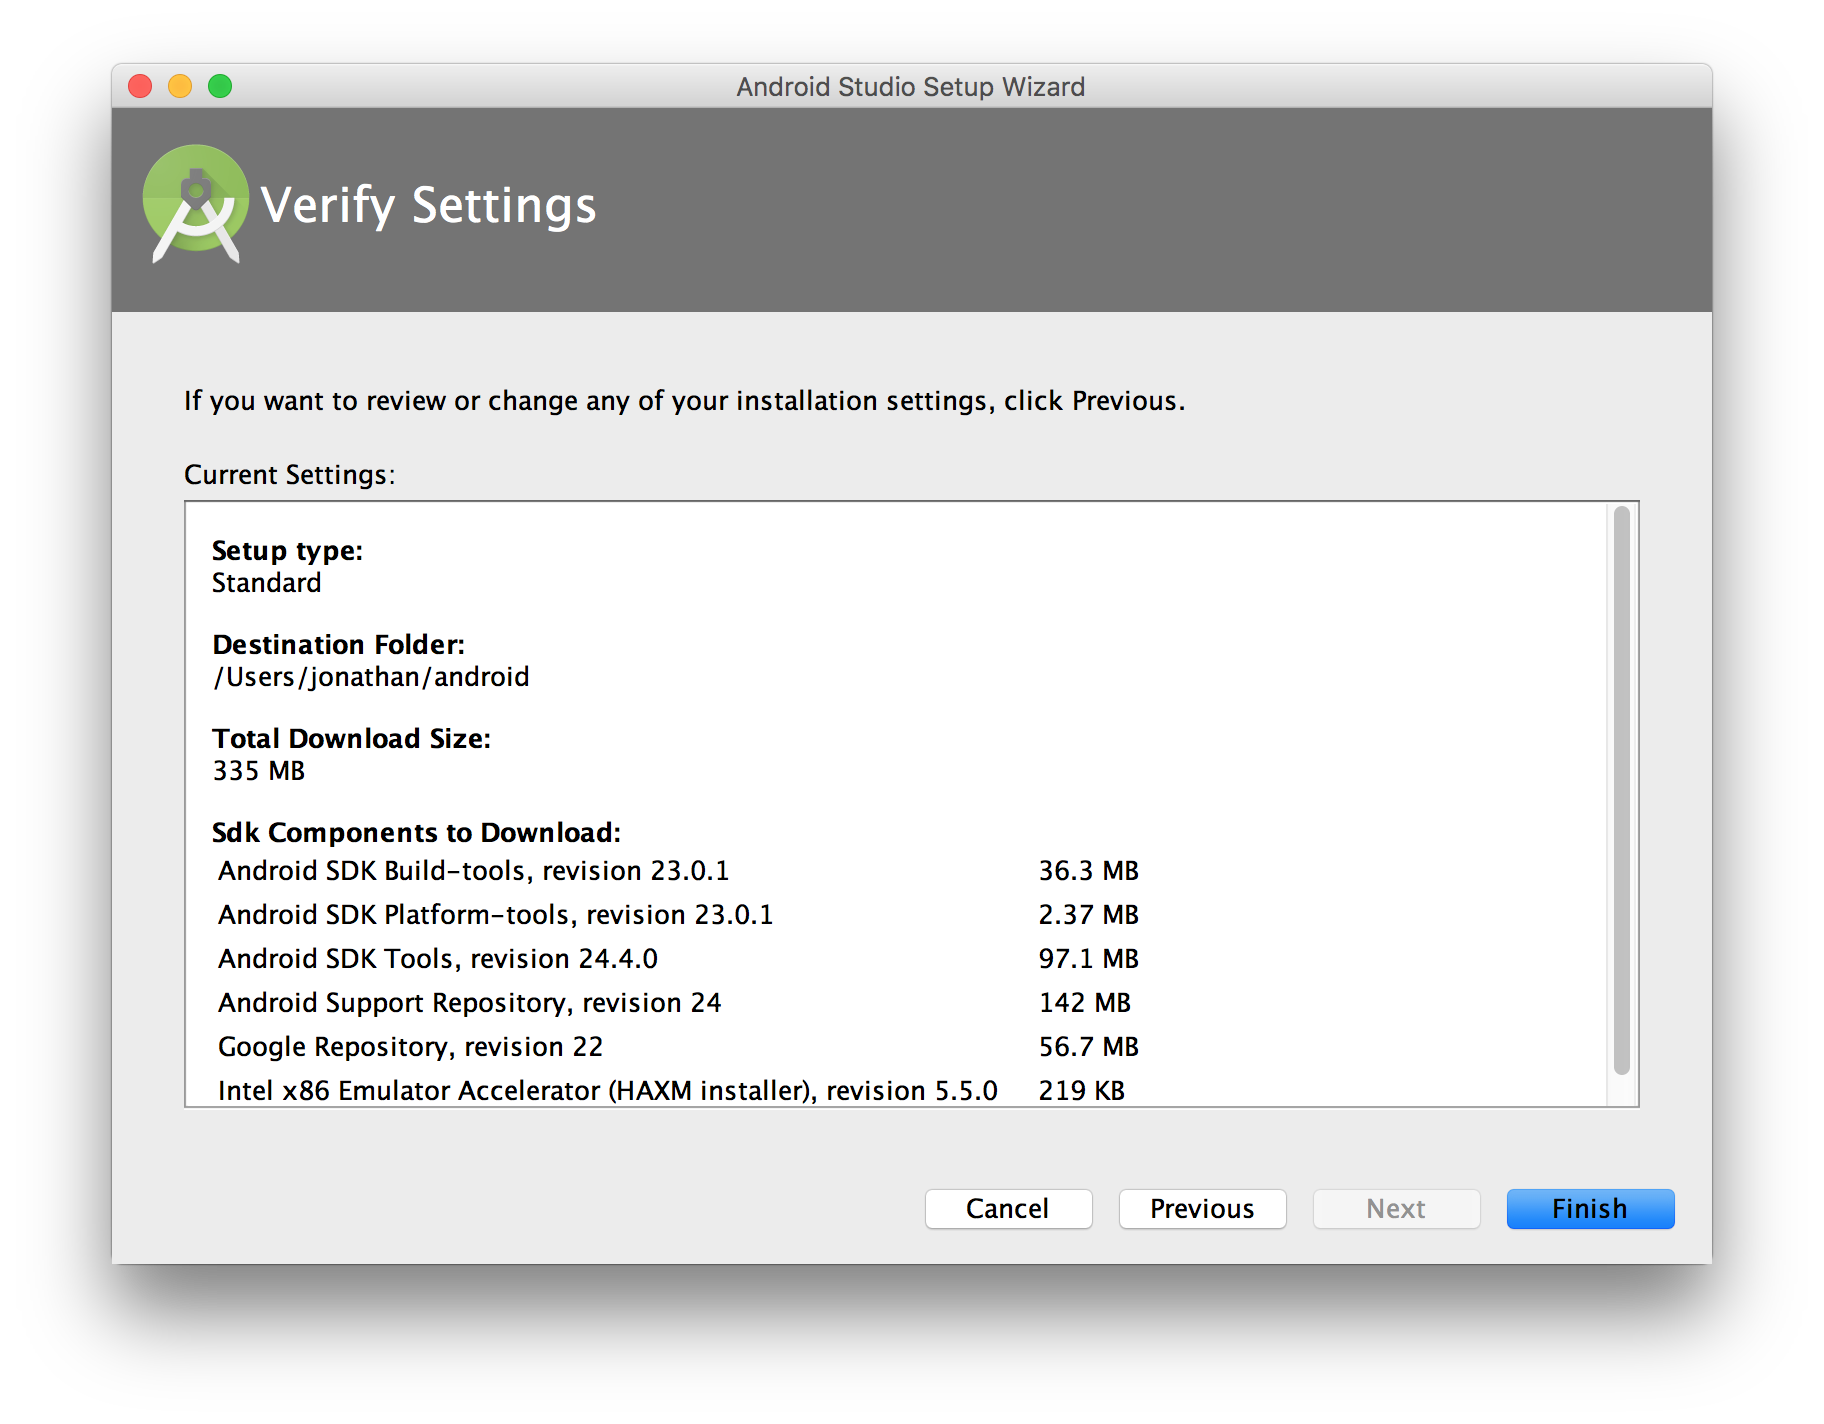 Android Studio Setup Wizard
Verify Settings
If you want to review or change any of your installation settings, click Previous.
Current Settings:
Setup type:
Standard
Destination Folder:
/Users/jonathan/android
Total Download Size:
335 MB
Sdk Components to Download:
Android SDK Build-tools, revision 23.0.1 36.3 MB
Android SDK Platform-tools, revision 23.0.1 2.37 MB
Android SDK Tools, revision 24.4.0 97.1 MB
Android Support Repository, revision 24 142 MB
Google Repository, revision 22 56.7 MB
Intel x86 Emulator Accelerator (HAXM installer), revision 5.5.0 219 KB
Cancel Previous Next Finish